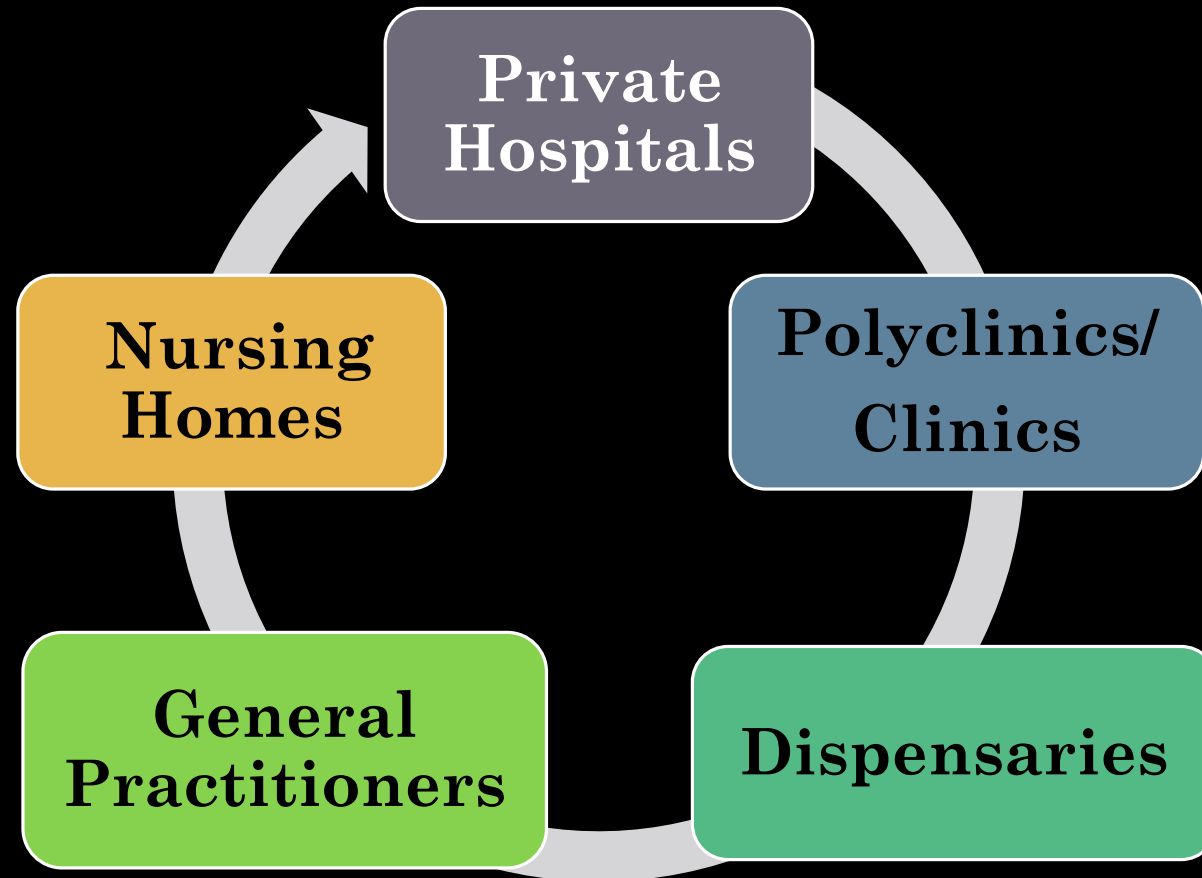 Private
Hospitals
Polyclinics/
Clinics
Dispensaries
General
Practitioners
Nursing
Homes